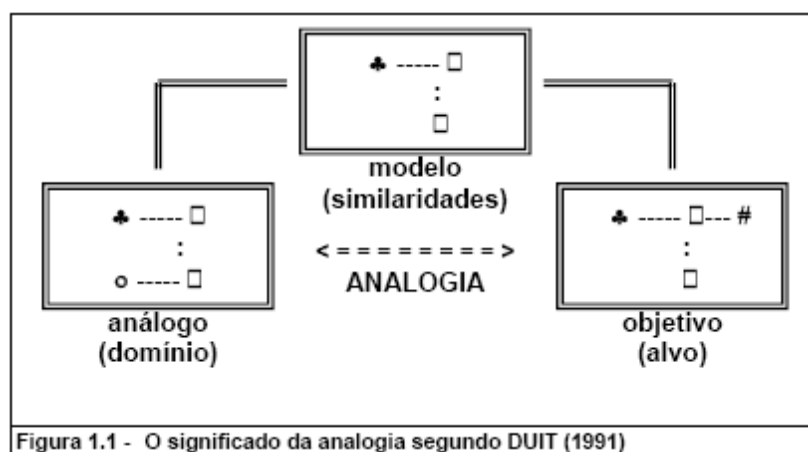 ♣ ----- □
:
□
modelo
(similaridades)
♣ ----- □
:
o ----- □
análogo
(domínio)
< = = = = = = = = >
ANALOGIA
♣ ----- □--- #
:
□
objetivo
(alvo)
Figura 1.1 - O significado da analogia segundo DUIT (1991)